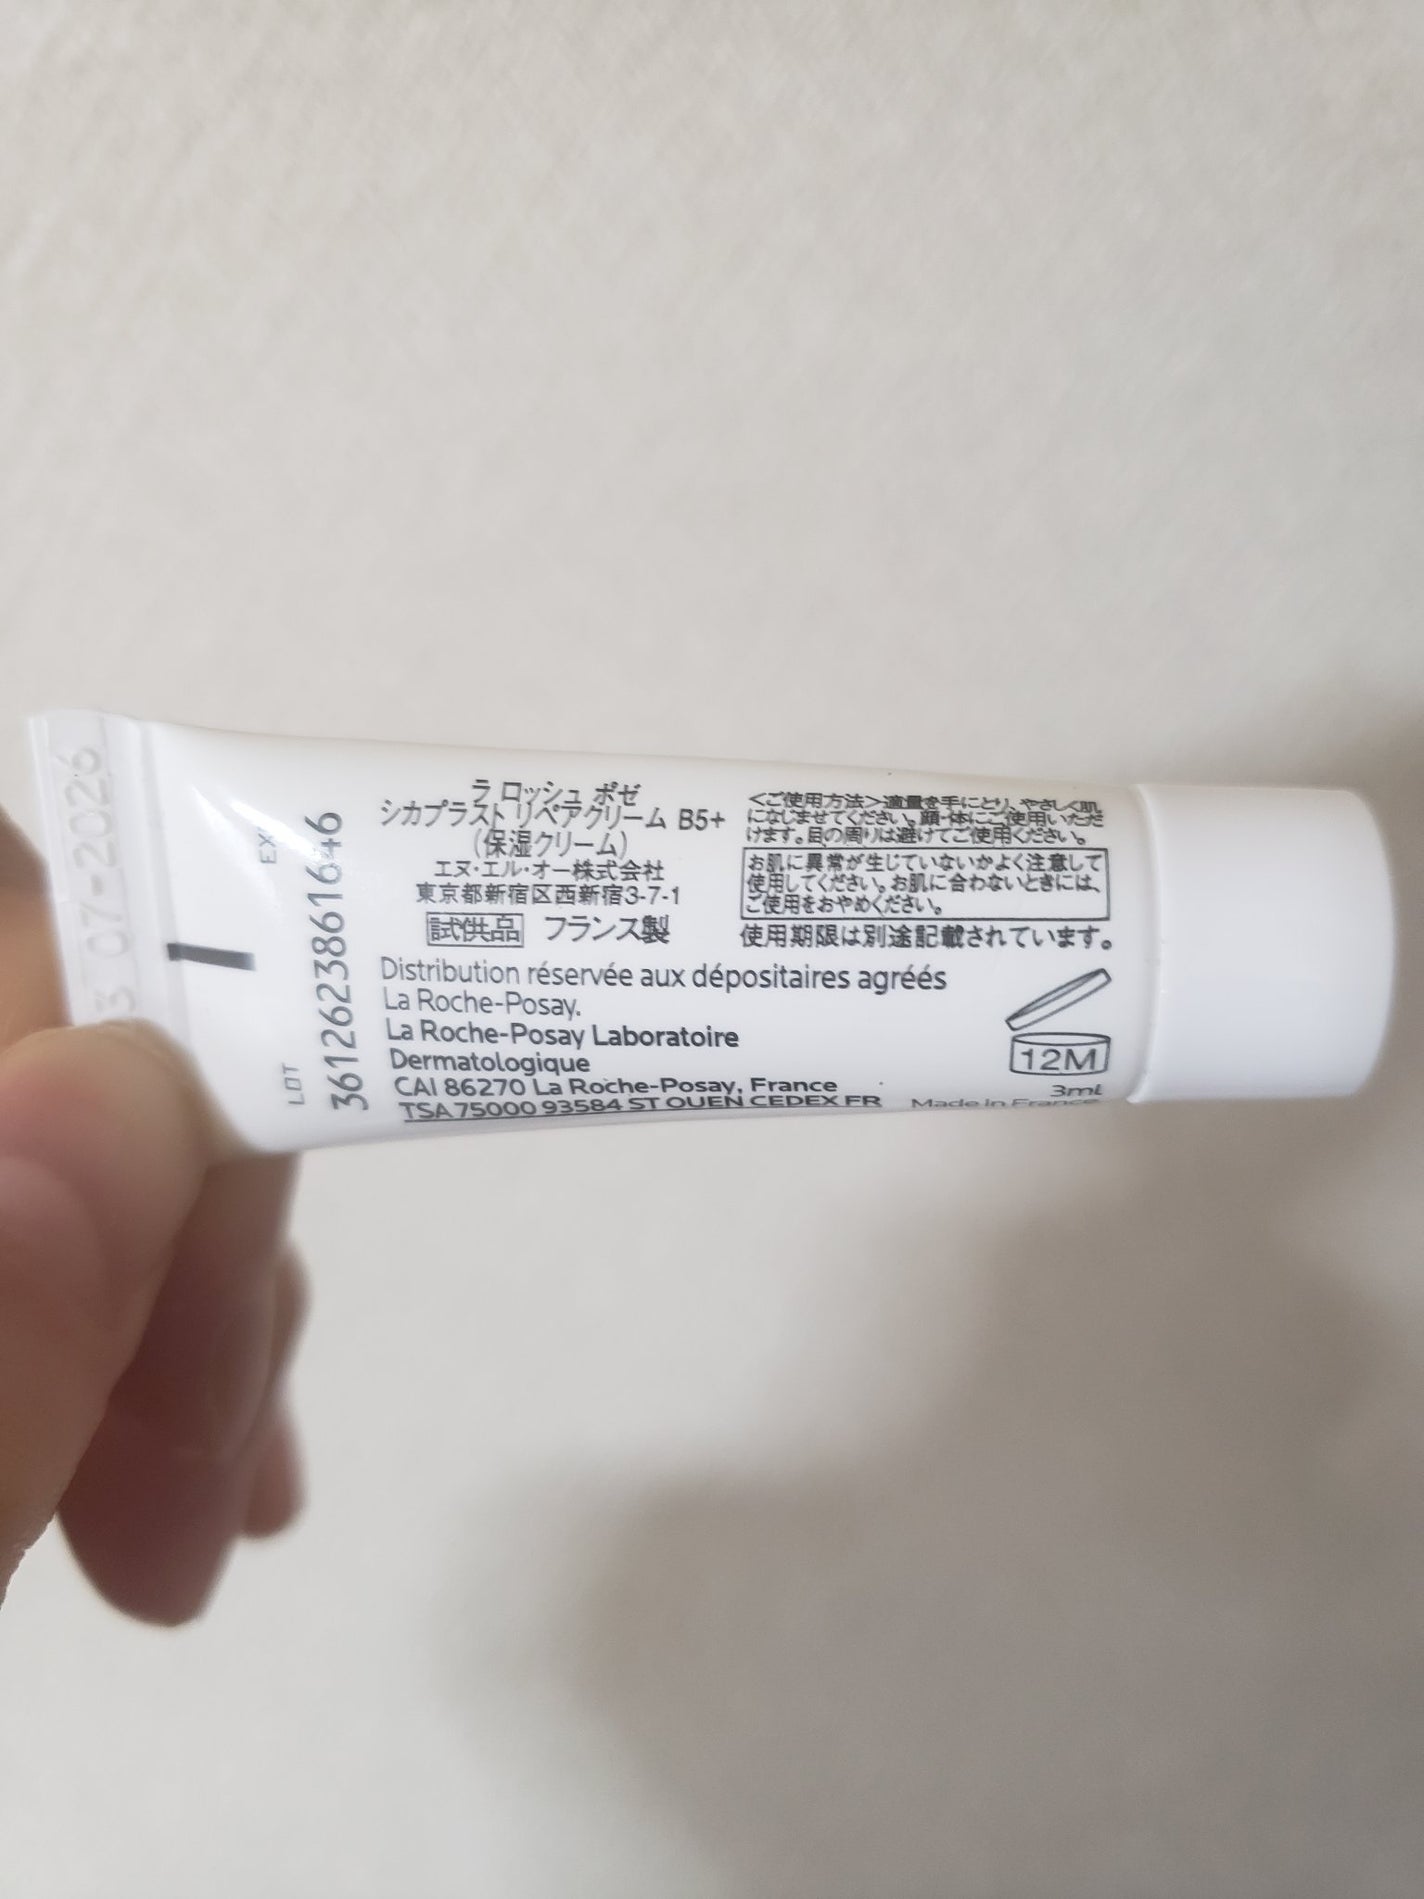 07-2026
EX
LOT
3612623861646
ラ ロッシュ ポゼ
シカプラスト リペアクリーム B5+
(保湿クリーム)
エヌ・エル・オー株式会社
東京都新宿区西新宿3-7-1
試供品 フランス製
<ご使用方法>適量を手にとり、やさしく肌
になじませてください。顔・体にご使用いただ
けます。目の周りは避けてご使用ください。
お肌に異常が生じていないかよく注意して
使用してください。お肌に合わないときには、
ご使用をおやめください。
使用期限は別途記載されています。
Distribution réservée aux dépositaires agréés
La Roche-Posay.
La Roche-Posay Laboratoire
Dermatologique
CAI 86270 La Roche-Posay, France
TSA 75000 93584 ST OUEN CEDEX FR
12M
3mL
Made in France